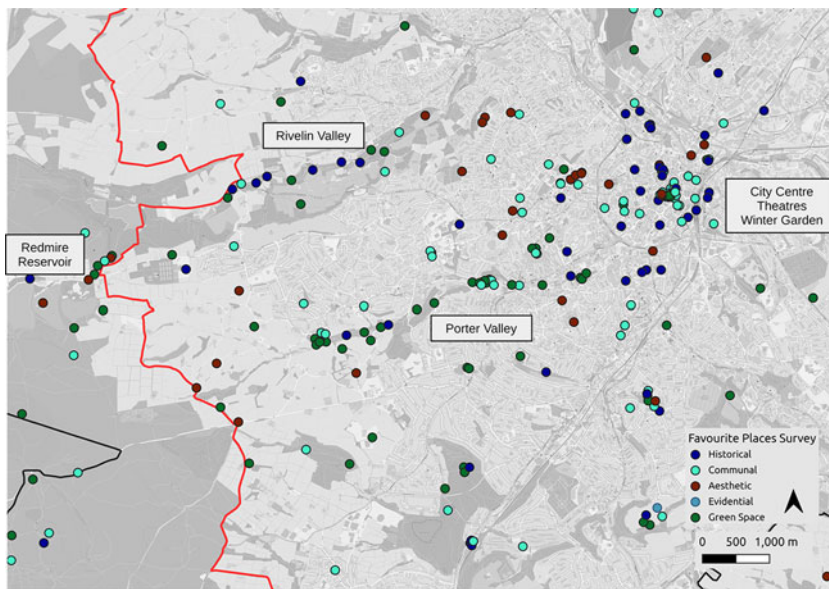 Rivelin Valley
City Centre
Theatres
Winter Garden
Redmire
Reservoir
Porter Valley
Favourite Places Survey
Historical
Communal
Aesthetic
Evidential
Green Space
0 500 1,000 m